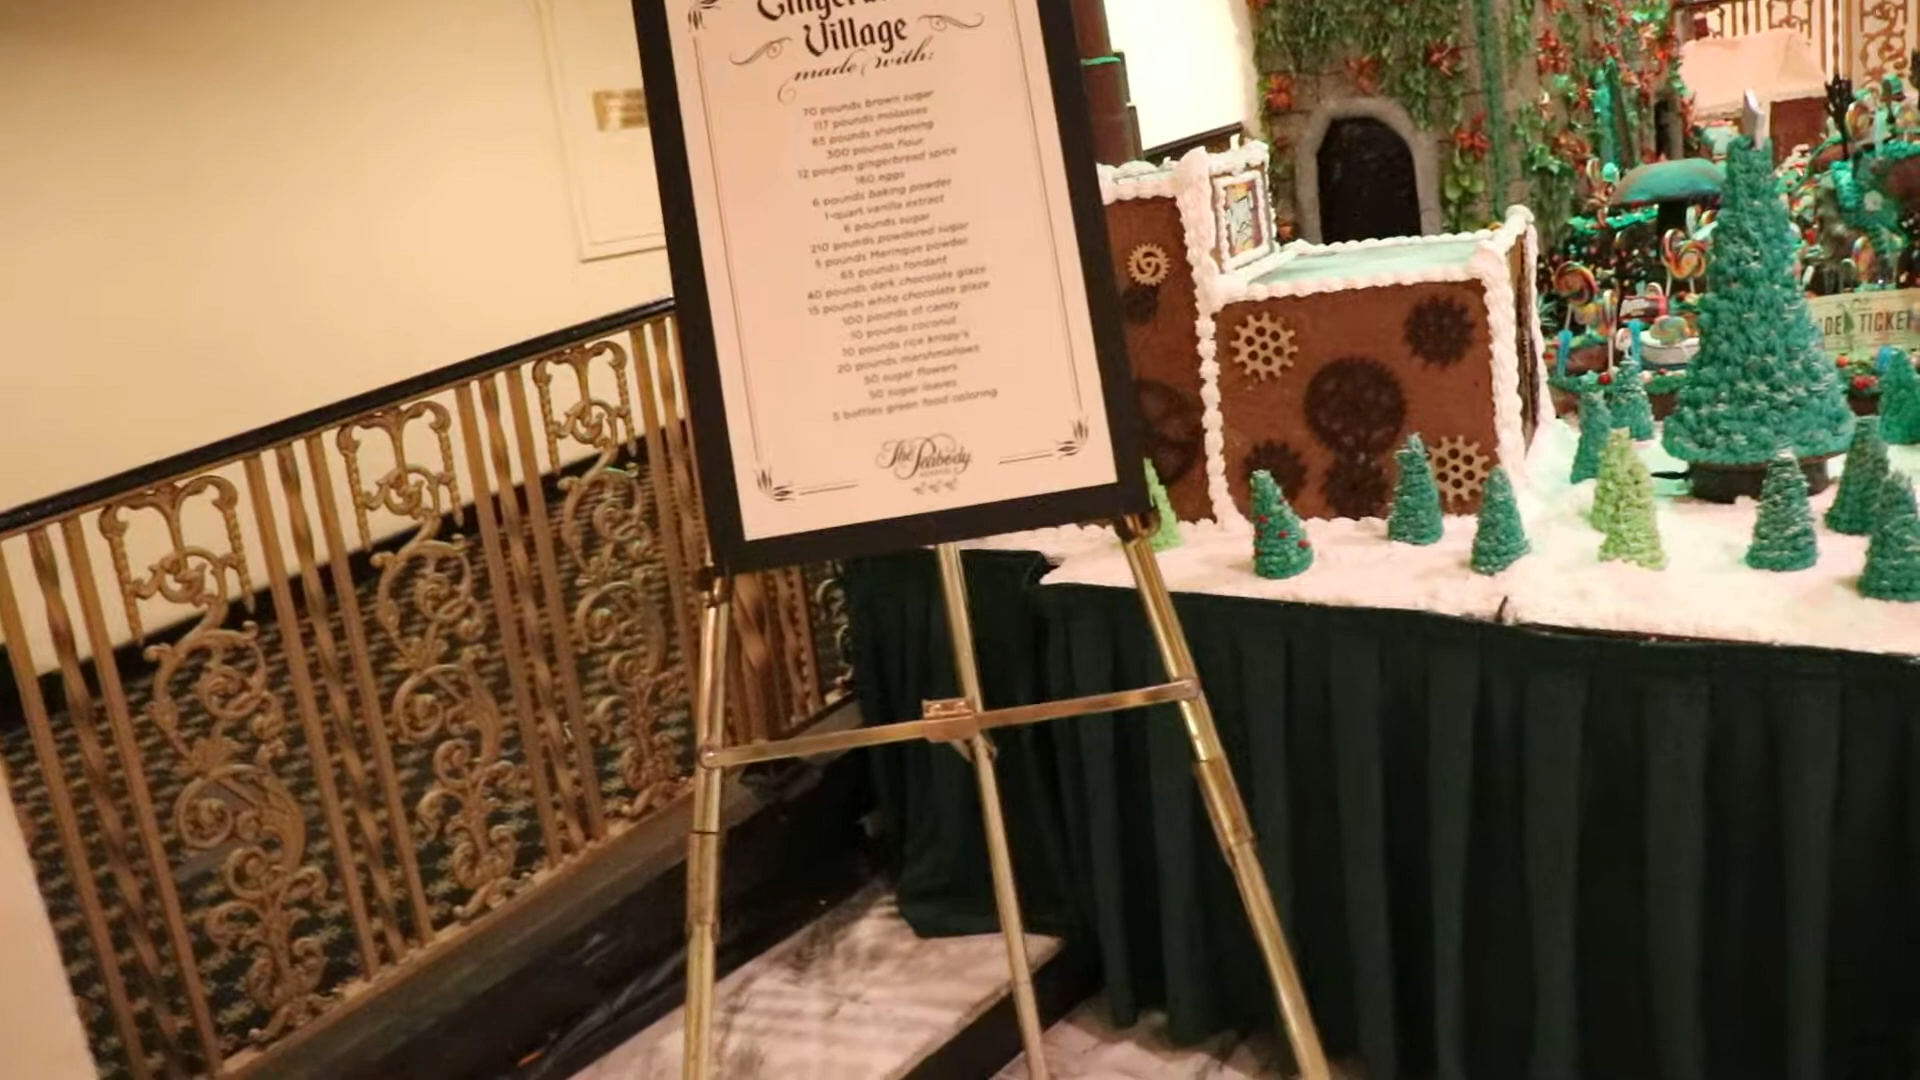 Village
made with:
70 pounds brown sugar
117 pounds molasses
65 pounds shortening
300 pounds flour
12 pounds gingerbread spice
160 eggs
6 pounds baking powder
1-quart vanilla extract
6 pounds sugar
210 pounds powdered sugar
5 pounds Meringue powder
65 pounds fondant
40 pounds dark chocolate glaze
15 pounds white chocolate glaze
100 pounds of candy
10 pounds coconut
10 pounds rice krispy's
20 pounds marshmallows
50 sugar flowers
50 sugar leaves
5 bottles green food coloring
The Peabody
TICKET